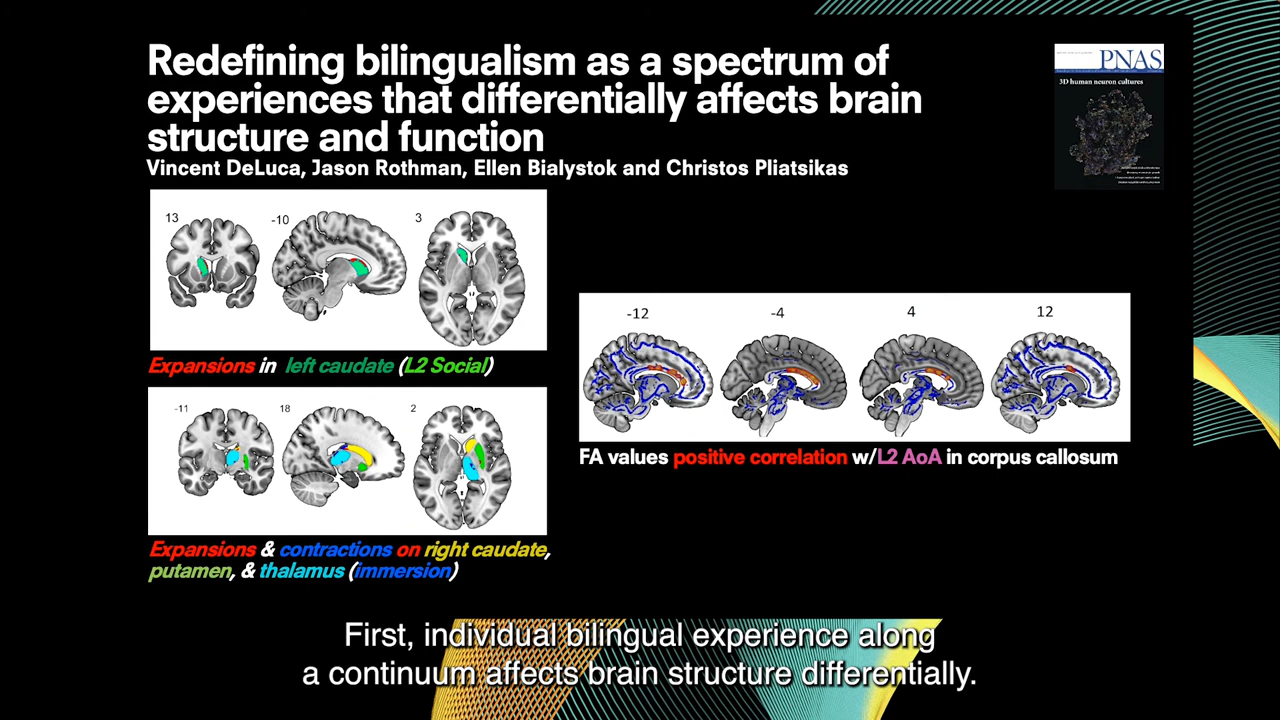 Redefining bilingualism as a spectrum of
experiences that differentially affects brain
structure and function
Vincent DeLuca, Jason Rothman, Ellen Bialystok and Christos Pliatsikas
PNAS
3D human neuron cultures
13
-10
3
Expansions in left caudate (L2 Social)
-11
18
2
Expansions & contractions on right caudate,
putamen, & thalamus (immersion)
-12
-4
4
12
FA values positive correlation w/L2 AoA in corpus callosum
First, individual bilingual experience along
a continuum affects brain structure differentially.